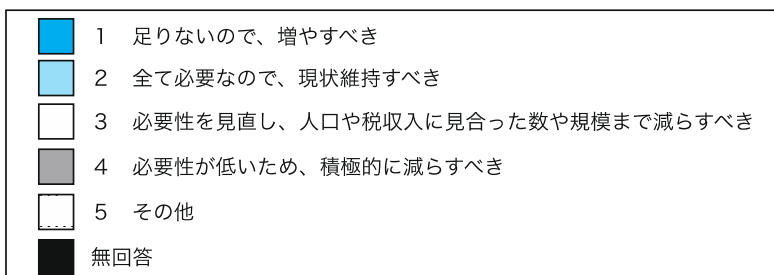 1 足りないので、増やすべき
2 全て必要なので、現状維持すべき
3 必要性を見直し、人口や税収入に見合った数や規模まで減らすべき
4 必要性が低いため、積極的に減らすべき
5 その他
無回答